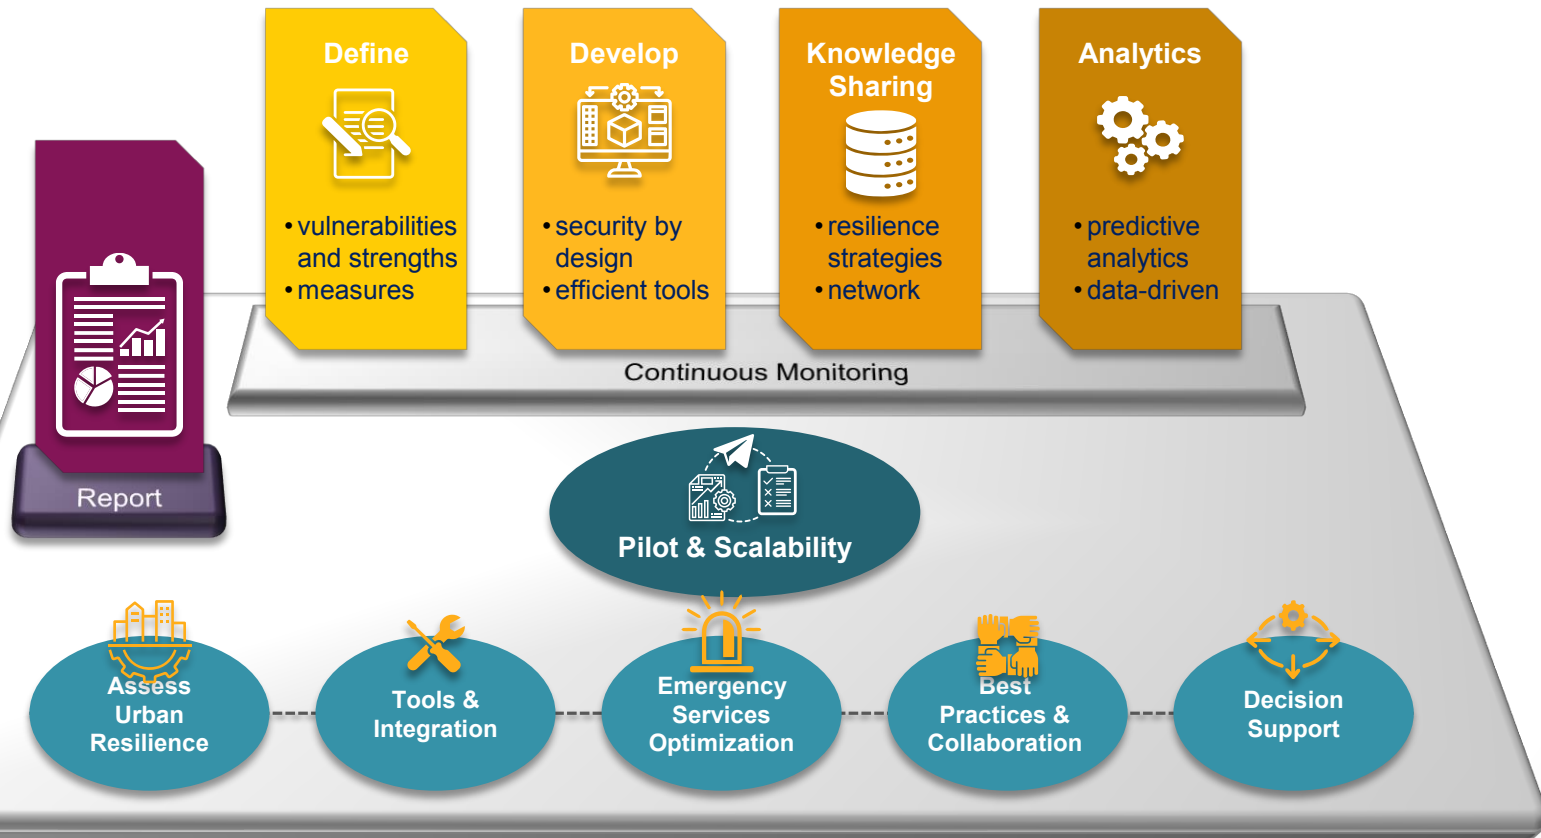 Define
• vulnerabilities
and strengths
• measures
Develop
• security by
design
• efficient tools
Knowledge
Sharing
• resilience
strategies
• network
Analytics
• predictive
analytics
• data-driven
Continuous Monitoring
Report
Pilot & Scalability
Assess
Urban
Resilience
Tools &
Integration
Emergency
Services
Optimization
Best
Practices &
Collaboration
Decision
Support